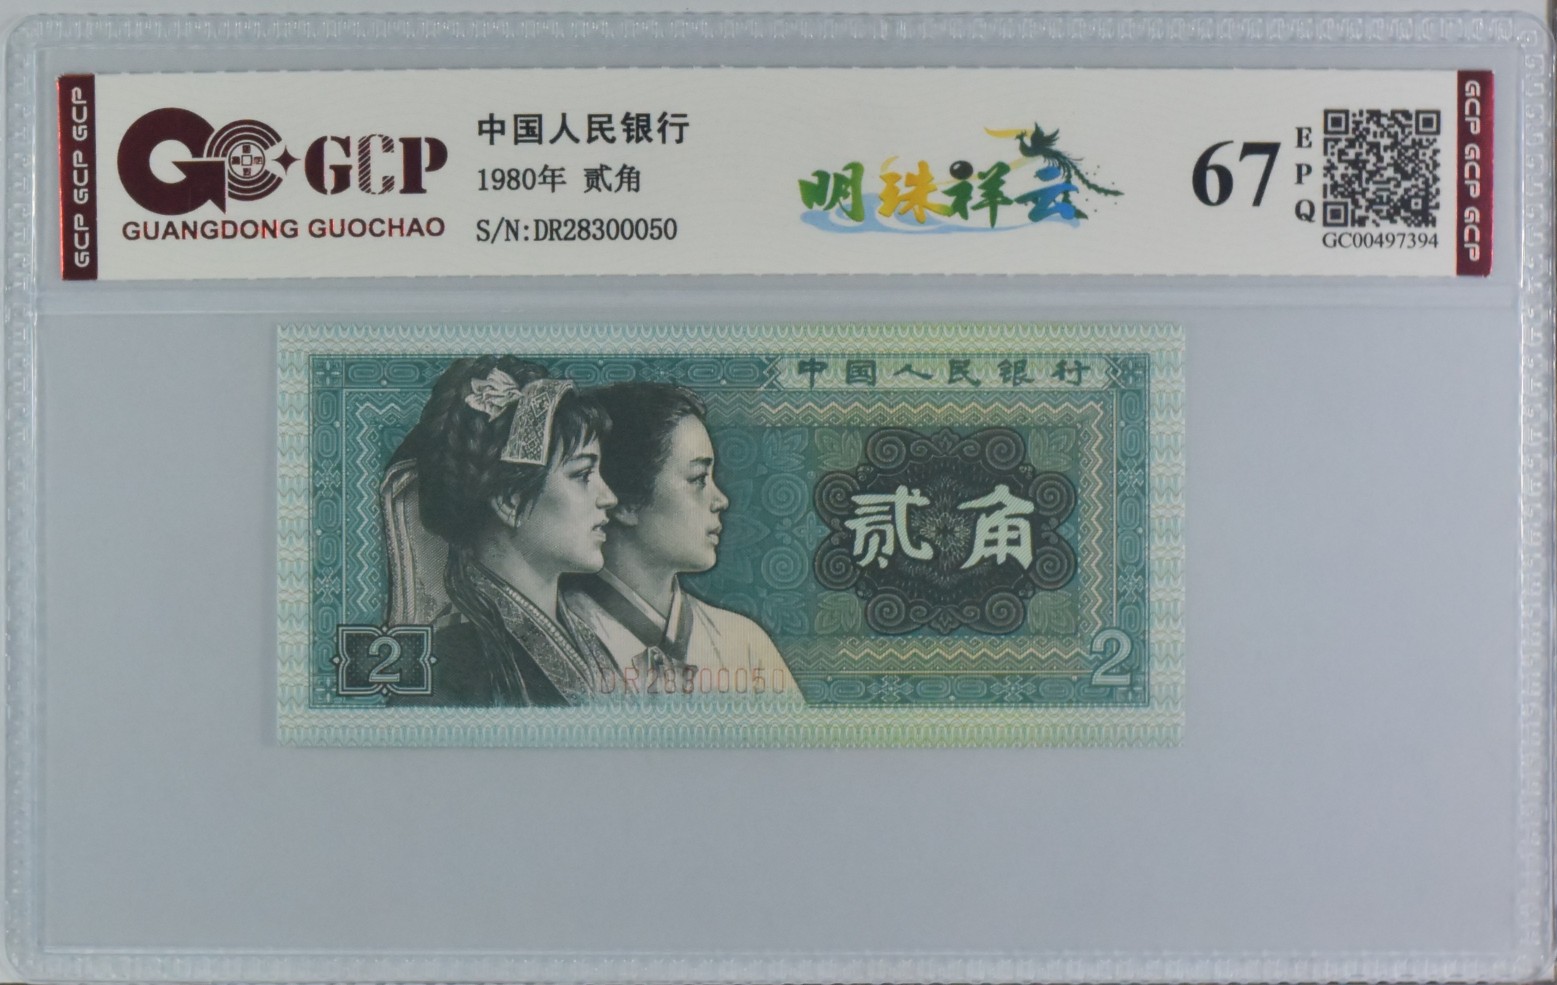 GCP GCP GCP
GCP
GUANGDONG GUOCHAO
中国人民银行
1980年 贰角
S/N:DR28300050
明珠祥云
67
EPQ
GC00497394
GCP GCP GCP
中国人民银行
贰角
2
2
DR28300050